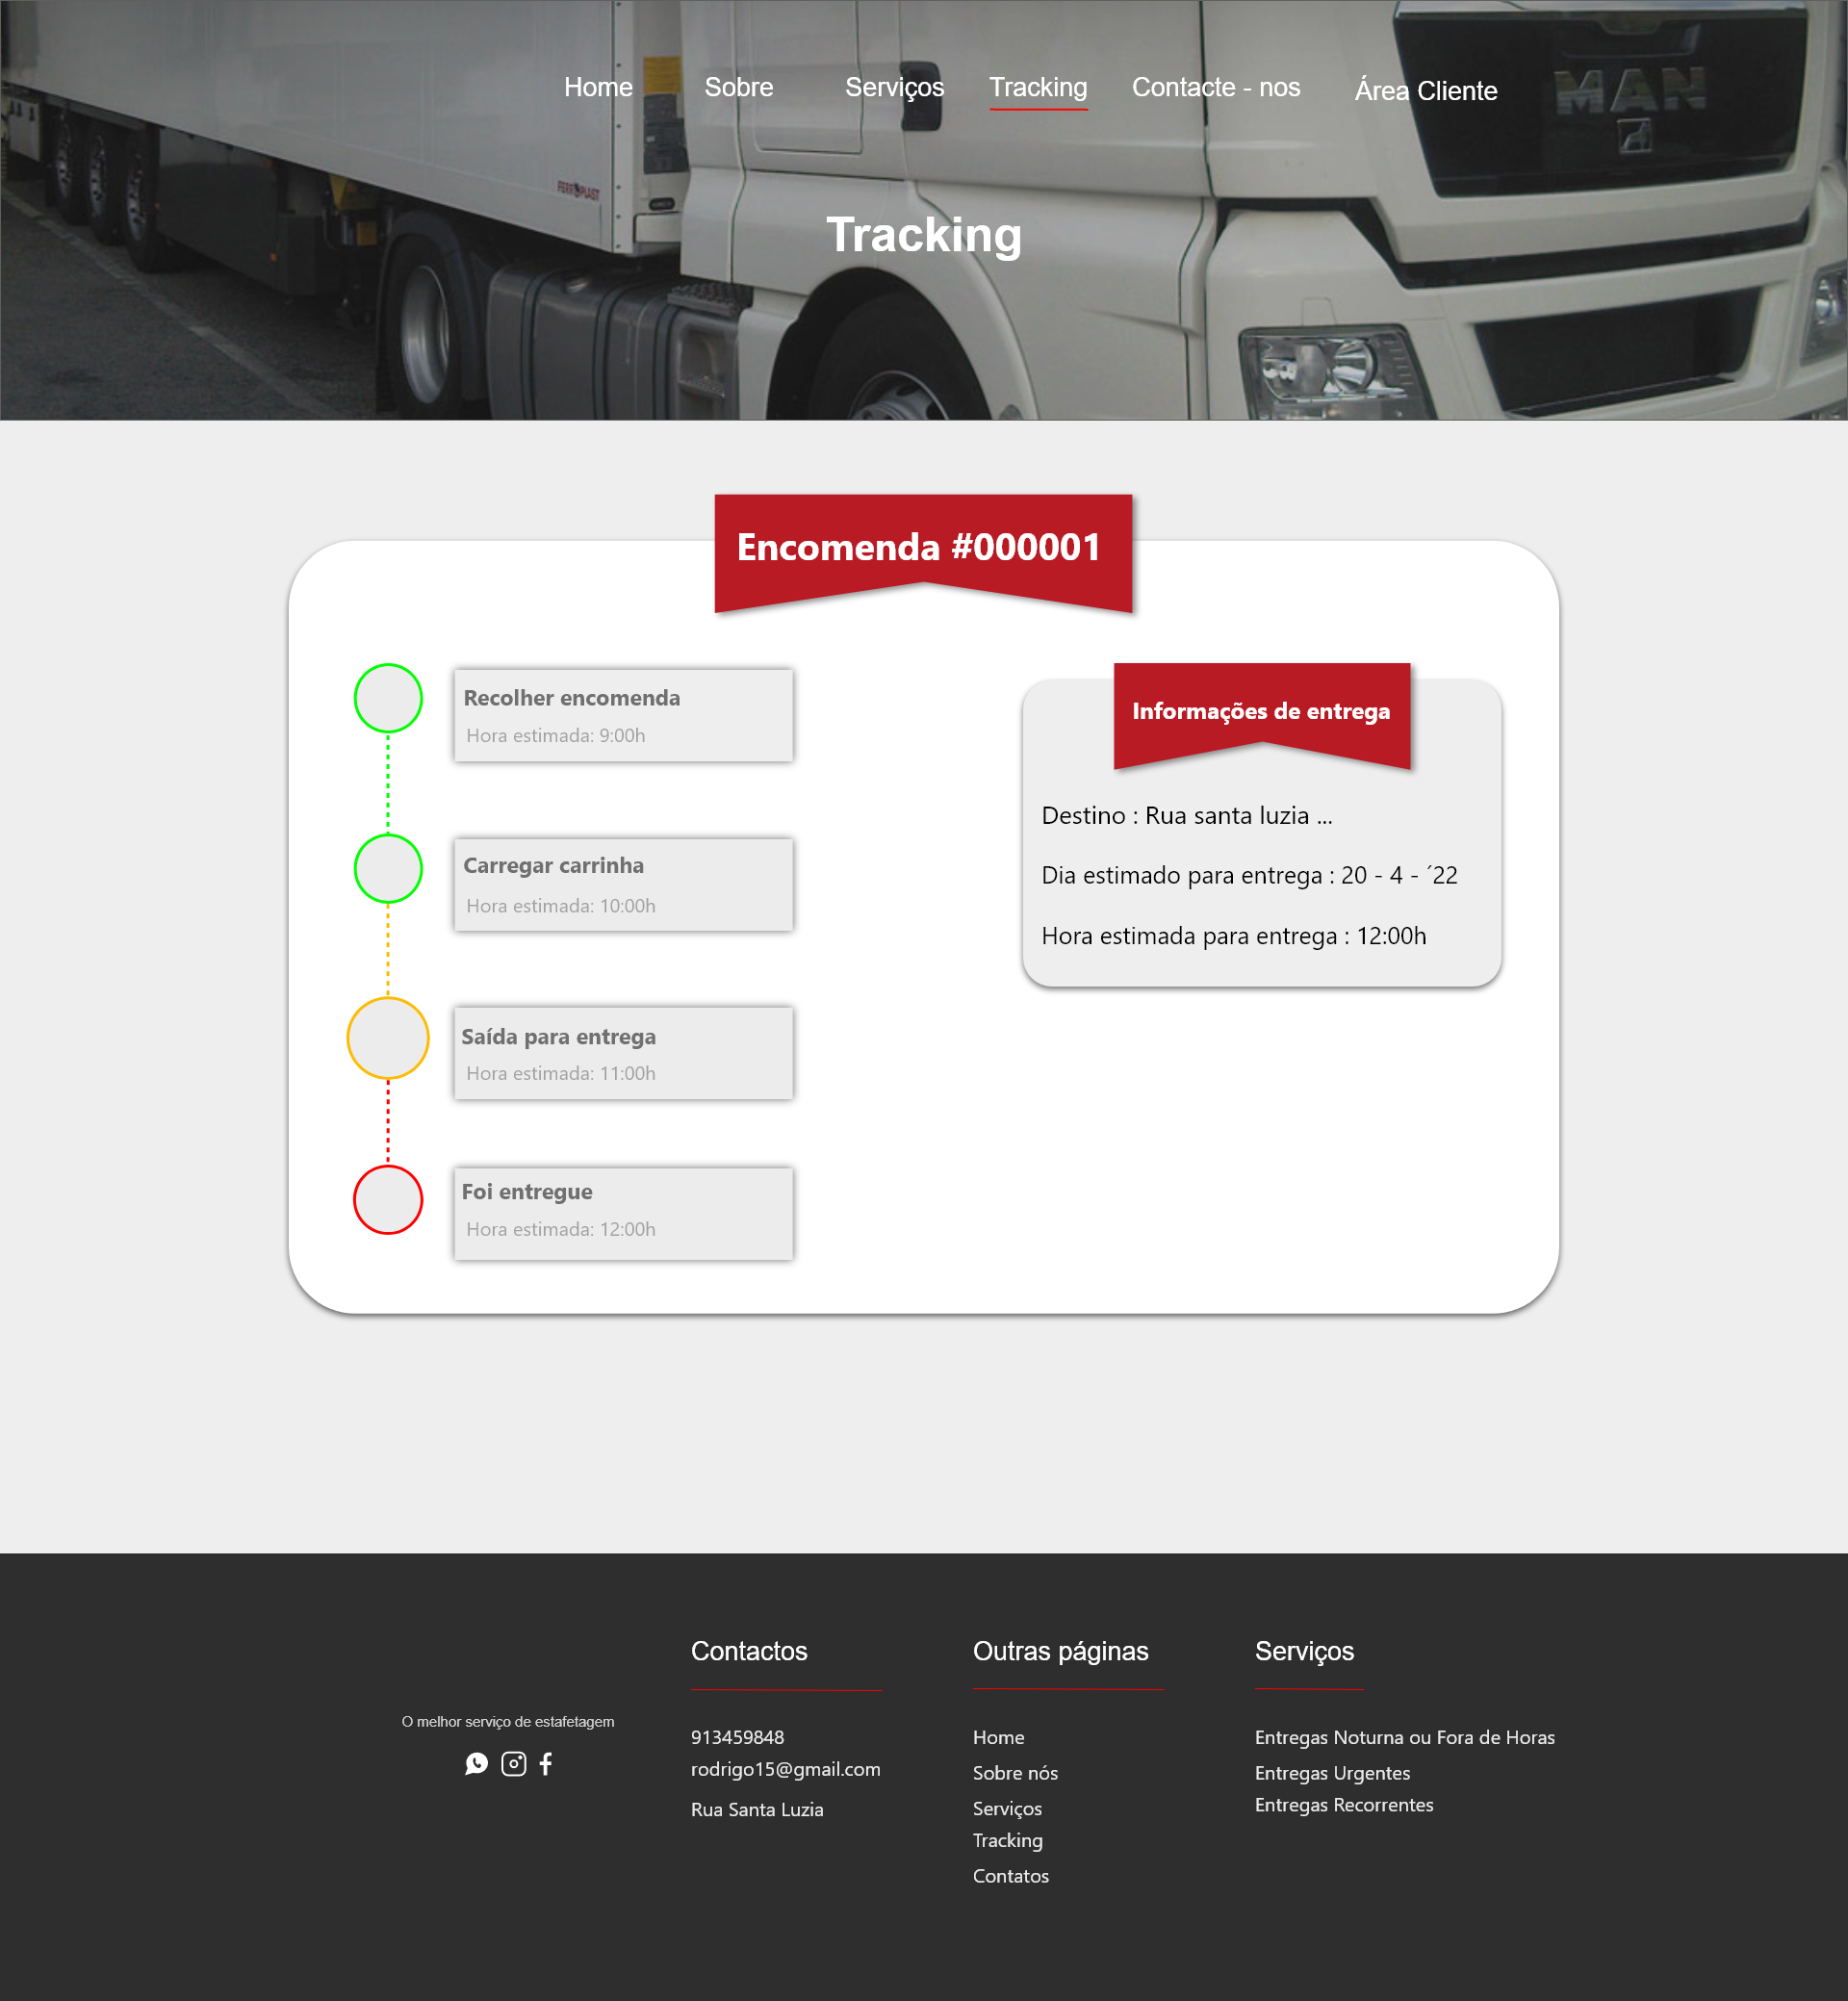 Home Sobre Serviços Tracking Contacte - nos Área Cliente
MAN
FERROPLAST
Tracking
Encomenda #000001
Recolher encomenda
Hora estimada: 9:00h
Carregar carrinha
Hora estimada: 10:00h
Saída para entrega
Hora estimada: 11:00h
Foi entregue
Hora estimada: 12:00h
Informações de entrega
Destino : Rua santa luzia ...
Dia estimado para entrega : 20 - 4 - ´22
Hora estimada para entrega : 12:00h
O melhor serviço de estafetagem
Contactos
913459848
rodrigo15@gmail.com
Rua Santa Luzia
Outras páginas
Home
Sobre nós
Serviços
Tracking
Contatos
Serviços
Entregas Noturna ou Fora de Horas
Entregas Urgentes
Entregas Recorrentes